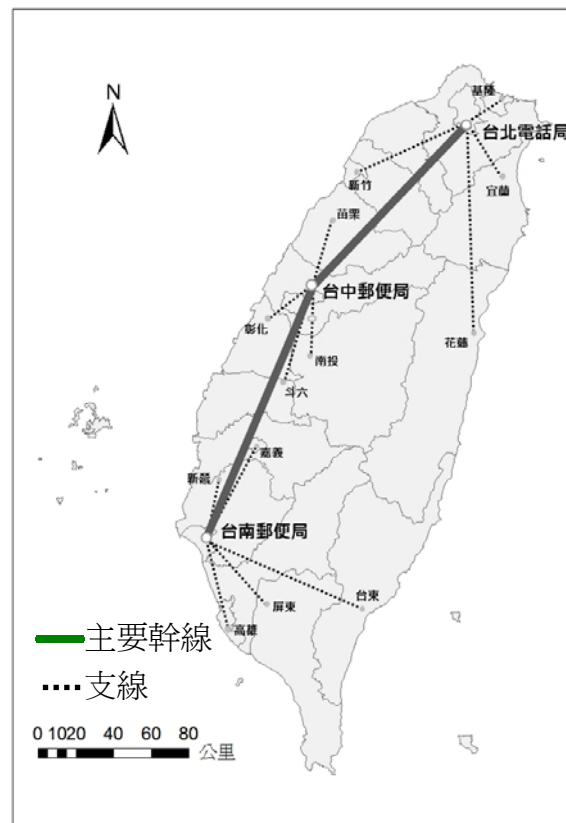 N
基隆
台北電話局
新竹
宜蘭
苗栗
台中郵便局
彰化
花蓮
南投
斗六
嘉義
新營
台南郵便局
台東
屏東
高雄
主要幹線
支線
0 1020 40 60 80
公里